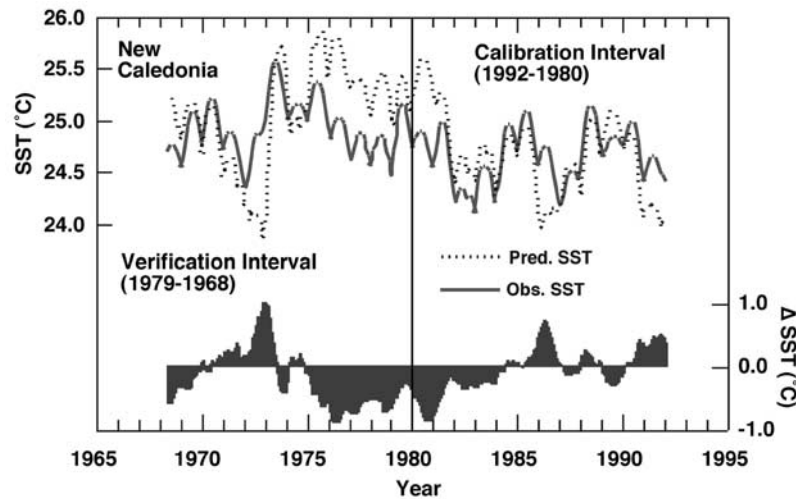 26.0
25.5
25.0
24.5
24.0
SST (°C)
New
Caledonia
Calibration Interval
(1992-1980)
Verification Interval
(1979-1968)
Pred. SST
Obs. SST
1.0
0.0
-1.0
Δ SST (°C)
1965 1970 1975 1980 1985 1990 1995
Year